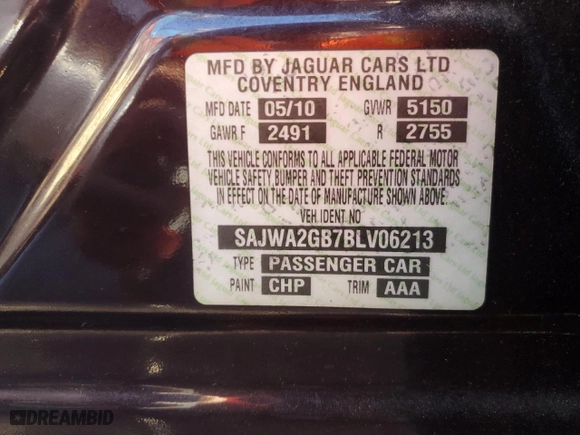 MFD BY JAGUAR CARS LTD
COVENTRY ENGLAND
MFD DATE 05/10 GVWR 5150
GAWR F 2491 R 2755
THIS VEHICLE CONFORMS TO ALL APPLICABLE FEDERAL MOTOR
VEHICLE SAFETY BUMPER AND THEFT PREVENTION STANDARDS
IN EFFECT ON THE DATE OF MANUFACTURE SHOWN ABOVE.
VEH.IDENT NO
SAJWA2GB7BLV06213
TYPE PASSENGER CAR
PAINT CHP TRIM AAA
DREAMBID